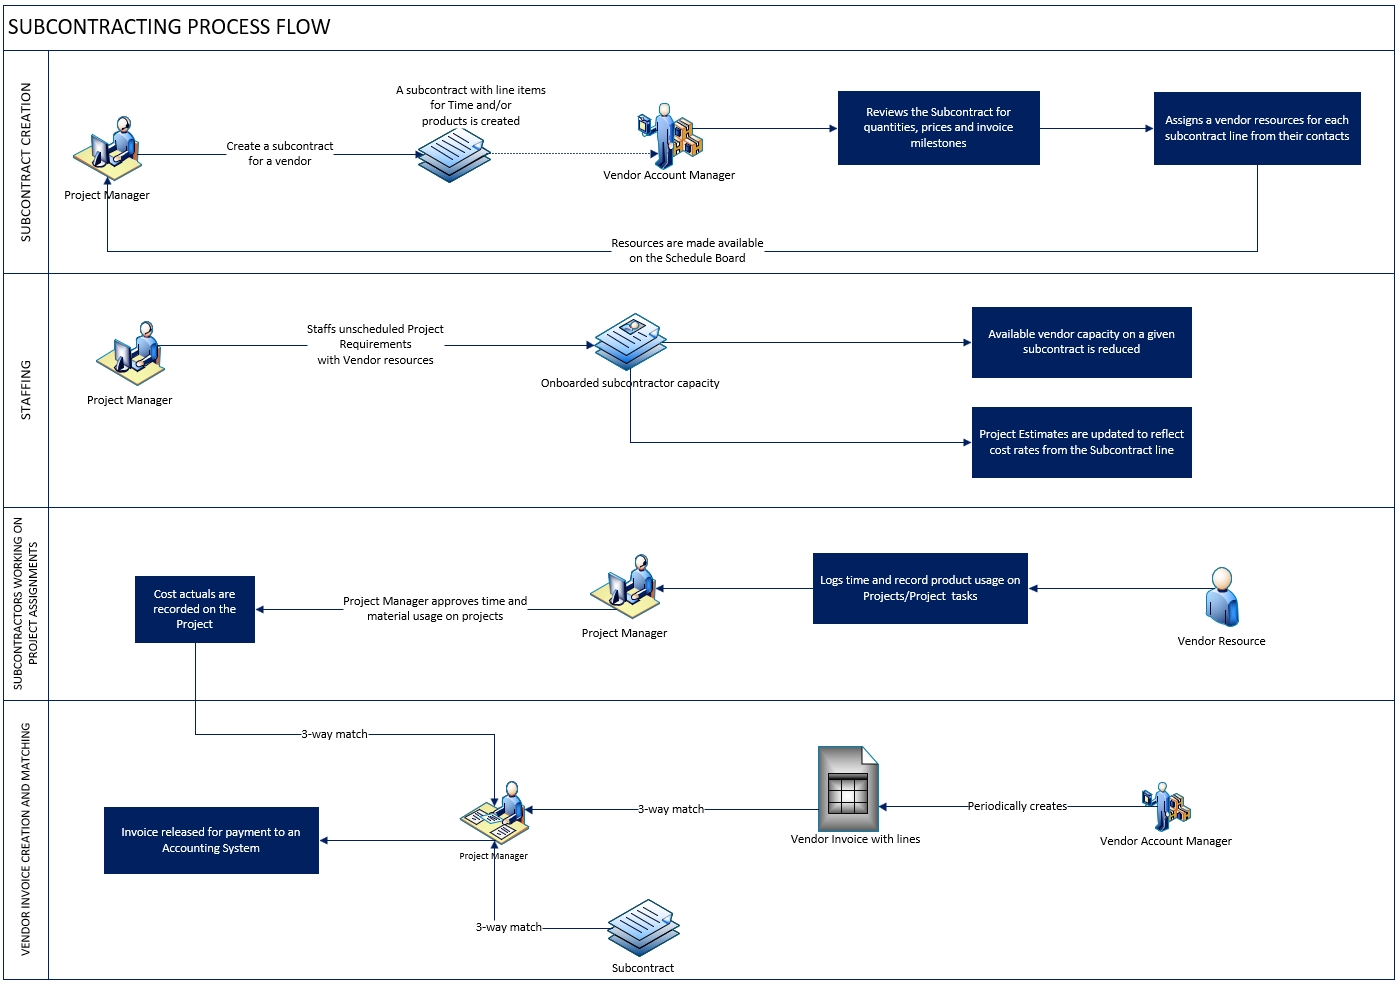 SUBCONTRACTING PROCESS FLOW
SUBCONTRACT CREATION
Project Manager
Create a subcontract
for a vendor
A subcontract with line items
for Time and/or
products is created
Vendor Account Manager
Reviews the Subcontract for
quantities, prices and invoice
milestones
Assigns a vendor resources for each
subcontract line from their contacts
Resources are made available
on the Schedule Board
STAFFING
Project Manager
Staffs unscheduled Project
Requirements
with Vendor resources
Onboarded subcontractor capacity
Available vendor capacity on a given
subcontract is reduced
Project Estimates are updated to reflect
cost rates from the Subcontract line
SUBCONTRACTORS WORKING ON
PROJECT ASSIGNMENTS
Cost actuals are
recorded on the
Project
Project Manager approves time and
material usage on projects
Project Manager
Logs time and record product usage on
Projects/Project tasks
Vendor Resource
VENDOR INVOICE CREATION AND MATCHING
3-way match
Invoice released for payment to an
Accounting System
Project Manager
3-way match
Vendor Invoice with lines
Periodically creates
Vendor Account Manager
3-way match
Subcontract